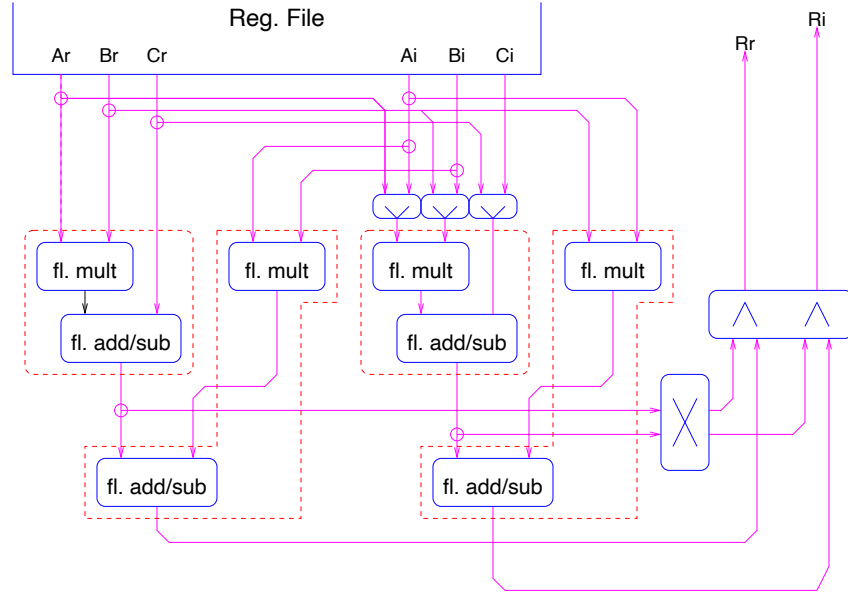 Reg. File
Ri
Rr
Ar Br Cr Ai Bi Ci
fl. mult fl. mult fl. mult fl. mult
fl. add/sub fl. add/sub
fl. add/sub fl. add/sub